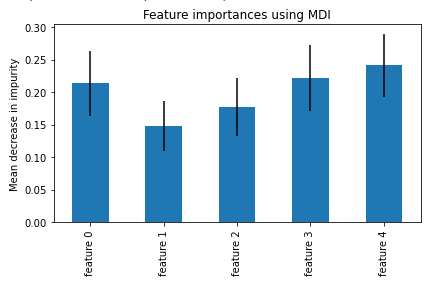 Feature importances using MDI
Mean decrease in impurity
0.30
0.25
0.20
0.15
0.10
0.05
0.00
feature 0
feature 1
feature 2
feature 3
feature 4